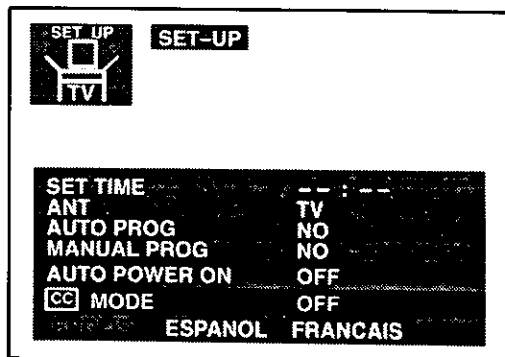 SET UP
TV
SET-UP
SET TIME -- : --
ANT TV
AUTO PROG NO
MANUAL PROG NO
AUTO POWER ON OFF
CC MODE OFF
ESPANOL FRANCAIS